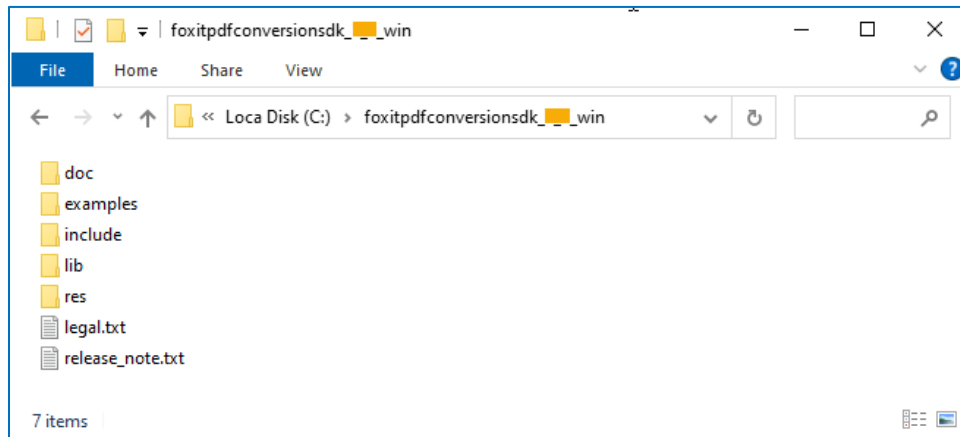 foxitpdfconversionsdk_ _ _win
File Home Share View
« Loca Disk (C:) › foxitpdfconversionsdk_ _ _win
doc
examples
include
lib
res
legal.txt
release_note.txt
7 items